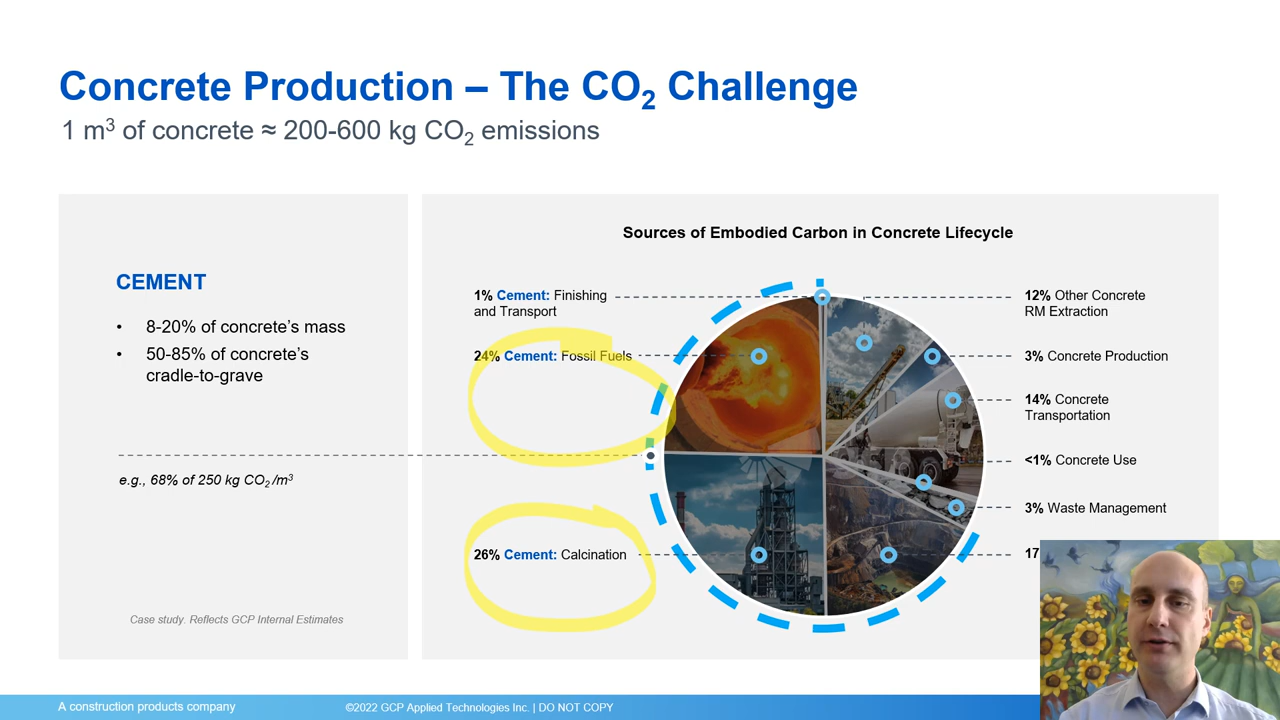 Concrete Production – The CO₂ Challenge
1 m³ of concrete ≈ 200-600 kg CO₂ emissions
CEMENT
• 8-20% of concrete's mass
• 50-85% of concrete's
cradle-to-grave
e.g., 68% of 250 kg CO₂/m³
Case study. Reflects GCP Internal Estimates
Sources of Embodied Carbon in Concrete Lifecycle
1% Cement: Finishing
and Transport
24% Cement: Fossil Fuels
26% Cement: Calcination
12% Other Concrete
RM Extraction
3% Concrete Production
14% Concrete
Transportation
<1% Concrete Use
3% Waste Management
17
A construction products company
©2022 GCP Applied Technologies Inc. | DO NOT COPY